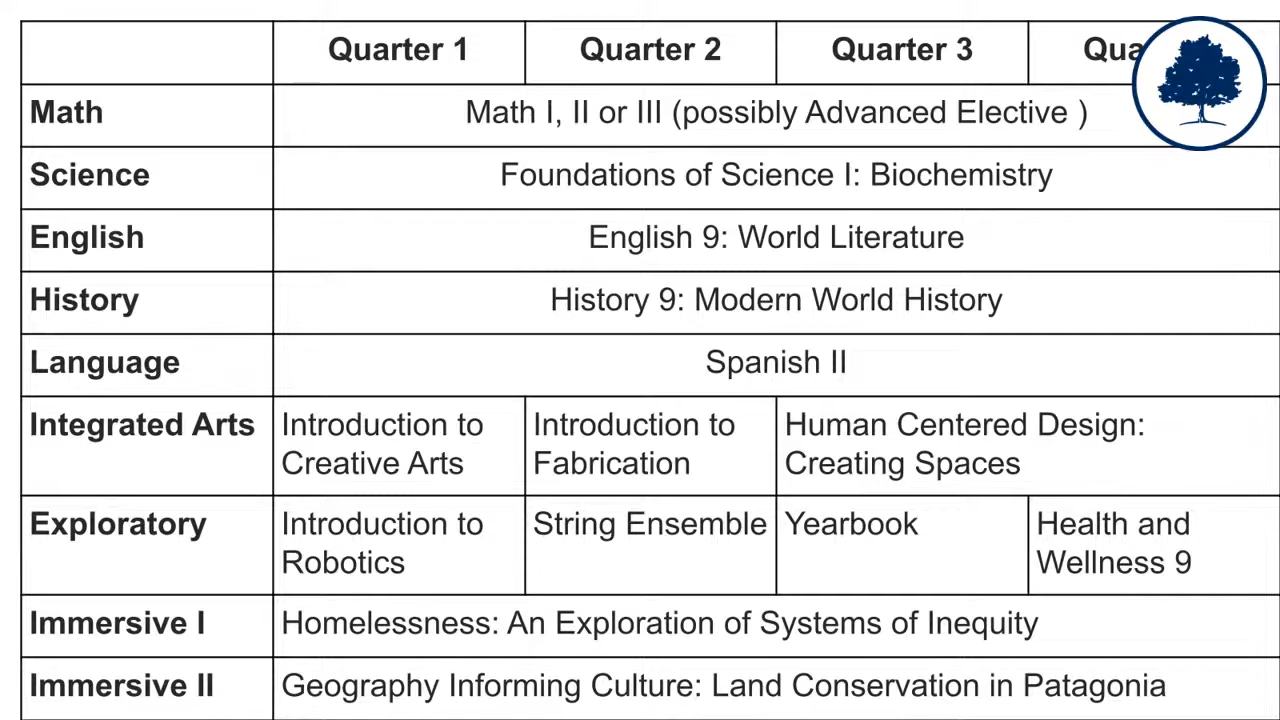 Quarter 1 Quarter 2 Quarter 3
Math Math I, II or III (possibly Advanced Elective )
Science Foundations of Science I: Biochemistry
English English 9: World Literature
History History 9: Modern World History
Language Spanish II
Integrated Arts Introduction to Introduction to Human Centered Design:
Creative Arts Fabrication Creating Spaces
Exploratory Introduction to String Ensemble Yearbook Health and
Robotics Wellness 9
Immersive I Homelessness: An Exploration of Systems of Inequity
Immersive II Geography Informing Culture: Land Conservation in Patagonia